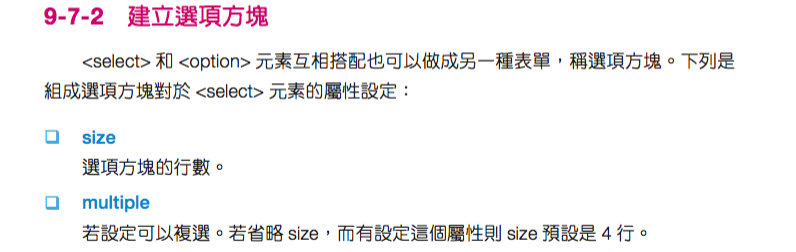 9-7-2 建立選項方塊
<select> 和 <option> 元素互相搭配也可以做成另一種表單，稱選項方塊。下列是
組成選項方塊對於 <select> 元素的屬性設定：
❑ size
選項方塊的行數。
❑ multiple
若設定可以複選。若省略 size，而有設定這個屬性則 size 預設是 4 行。